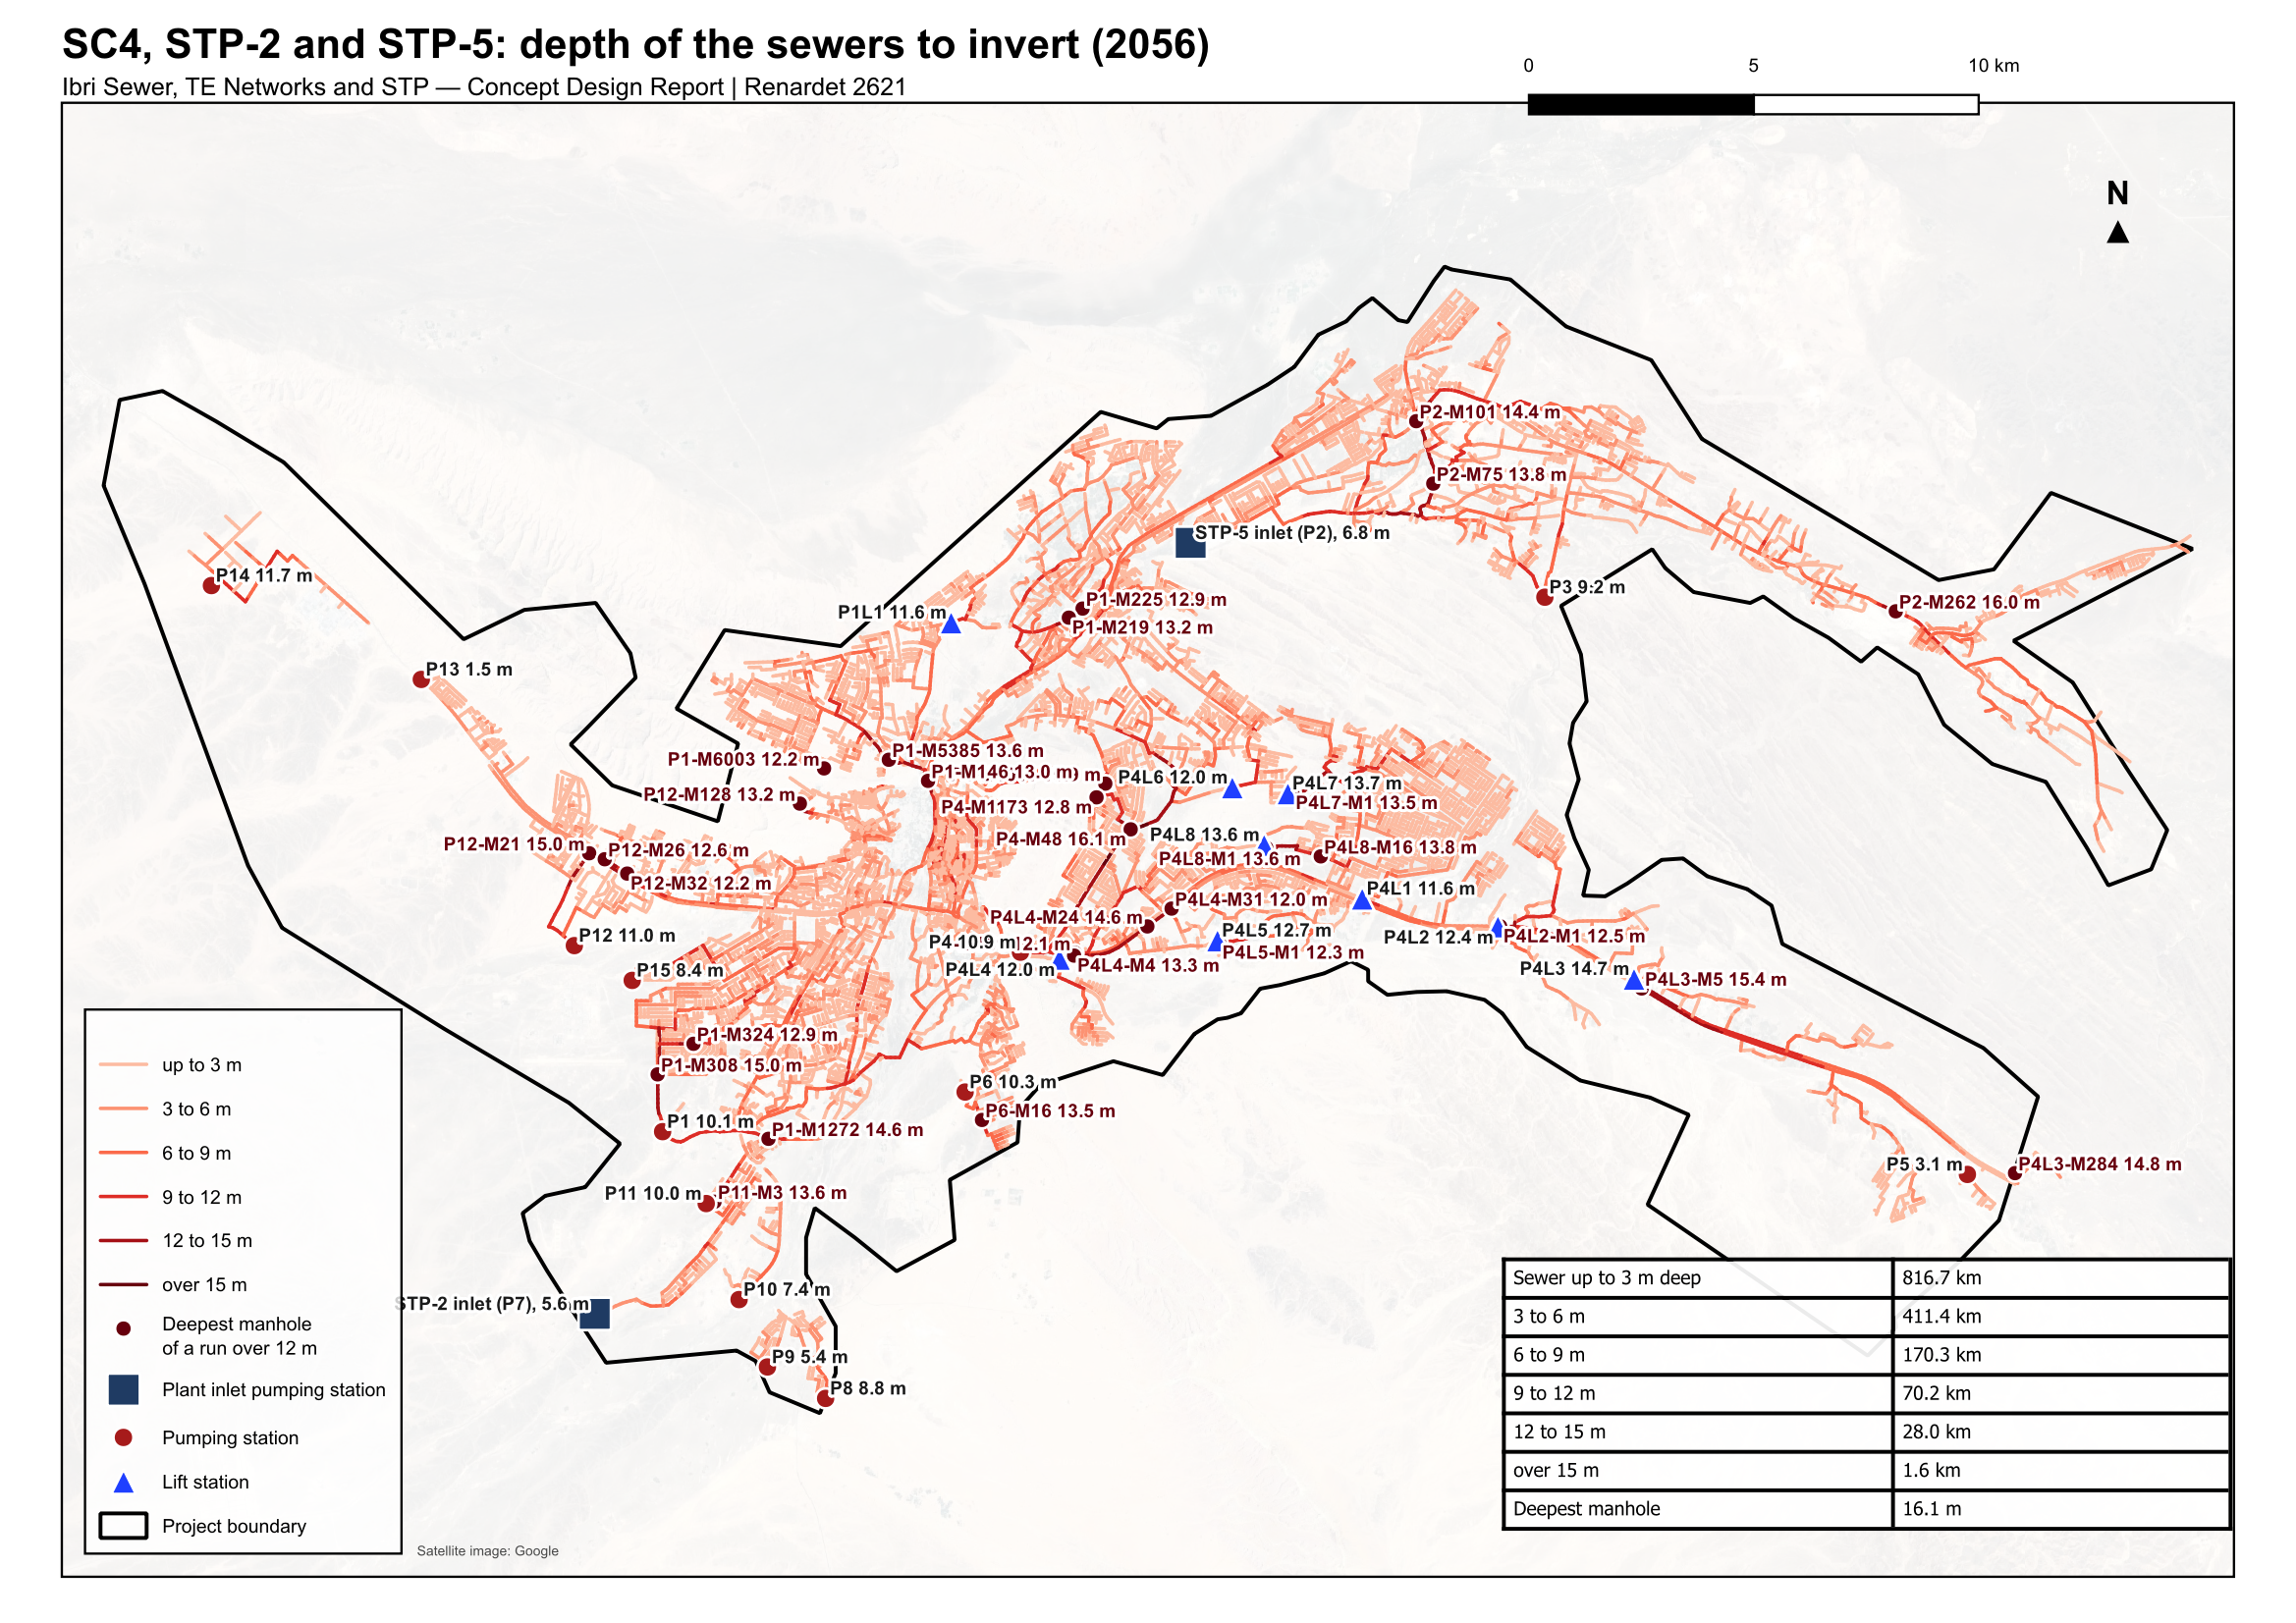 SC4, STP-2 and STP-5: depth of the sewers to invert (2056)
Ibri Sewer, TE Networks and STP — Concept Design Report | Renardet 2621
0 5 10 km
N
P2-M101 14.4 m
P2-M75 13.8 m
STP-5 inlet (P2), 6.8 m
P14 11.7 m
P3 9.2 m
P1-M225 12.9 m
P2-M262 16.0 m
P1L1 11.6 m
P1-M219 13.2 m
P13 1.5 m
P1-M5385 13.6 m
P1-M6003 12.2 m
P1-M146 13.0 m
P4L6 12.0 m
P4L7 13.7 m
P12-M128 13.2 m
P4L7-M1 13.5 m
P4-M1173 12.8 m
P4-M48 16.1 m
P4L8 13.6 m
P12-M21 15.0 m
P12-M26 12.6 m
P4L8-M16 13.8 m
P4L8-M1 13.6 m
P12-M32 12.2 m
P4L1 11.6 m
P4L4-M31 12.0 m
P4L4-M24 14.6 m
P4L5 12.7 m
P12 11.0 m
P4L2 12.4 m
P4L2-M1 12.5 m
P4 10.9 m
P4L5-M1 12.3 m
P4L4 12.0 m
P4L4-M4 13.3 m
P15 8.4 m
P4L3 14.7 m
P4L3-M5 15.4 m
P1-M324 12.9 m
P1-M308 15.0 m
P6 10.3 m
P6-M16 13.5 m
P1 10.1 m
P1-M1272 14.6 m
P5 3.1 m
P4L3-M284 14.8 m
P11 10.0 m
P11-M3 13.6 m
P10 7.4 m
STP-2 inlet (P7), 5.6 m
P9 5.4 m
P8 8.8 m
up to 3 m
3 to 6 m
6 to 9 m
9 to 12 m
12 to 15 m
over 15 m
Deepest manhole
of a run over 12 m
Plant inlet pumping station
Pumping station
Lift station
Project boundary
Satellite image: Google
Sewer up to 3 m deep 816.7 km
3 to 6 m 411.4 km
6 to 9 m 170.3 km
9 to 12 m 70.2 km
12 to 15 m 28.0 km
over 15 m 1.6 km
Deepest manhole 16.1 m